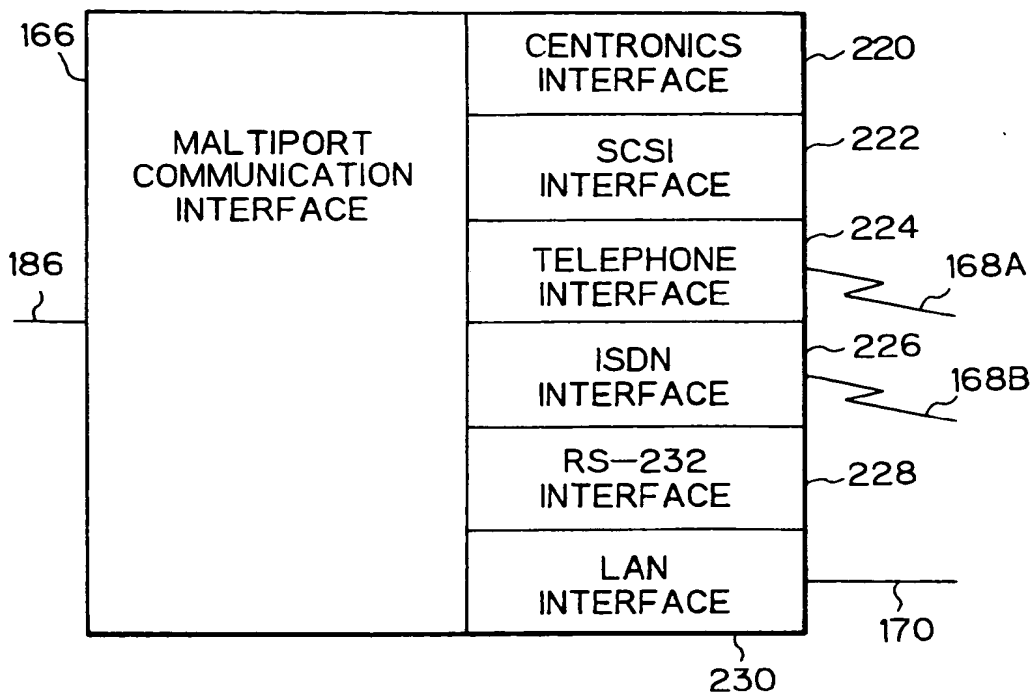 166
MALTIPORT
COMMUNICATION
INTERFACE
186
CENTRONICS
INTERFACE
220
SCSI
INTERFACE
222
TELEPHONE
INTERFACE
224
168A
ISDN
INTERFACE
226
168B
RS-232
INTERFACE
228
LAN
INTERFACE
170
230